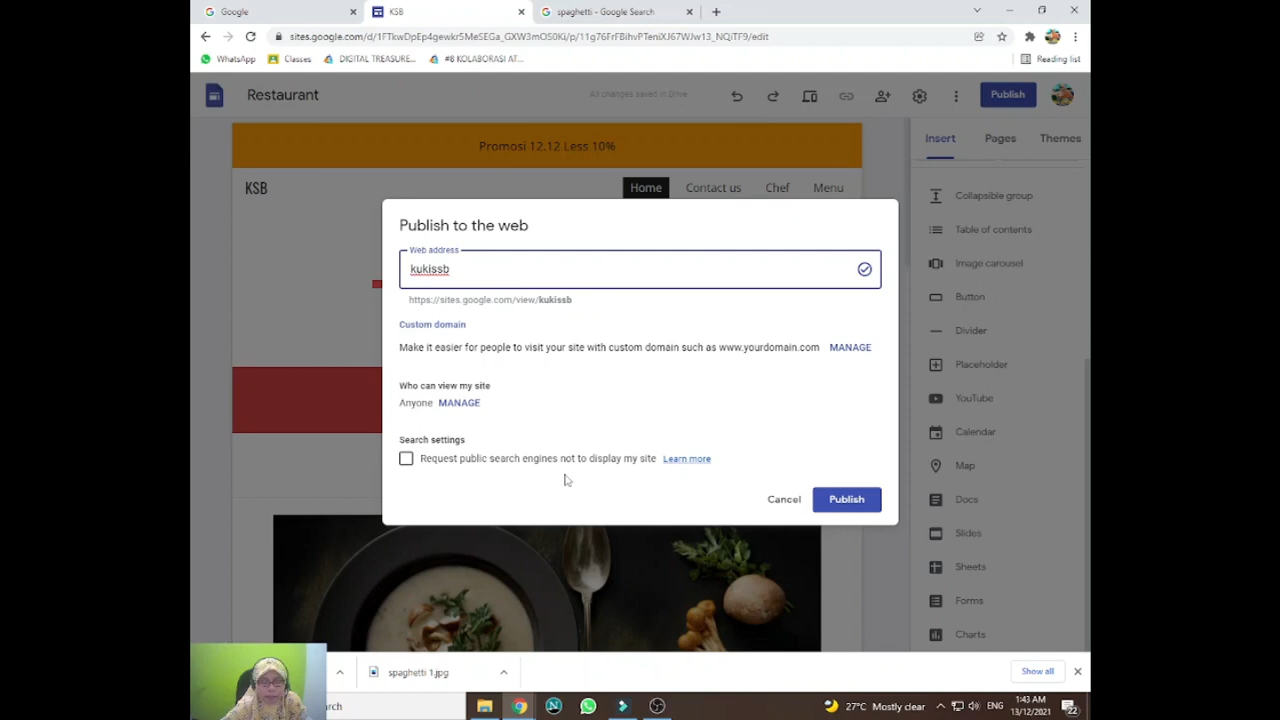 Google
KSB
spaghetti - Google Search
sites.google.com/d/1FTkwDpEp4gewkr5MeSEGa_GXW3mOS0Ki/p/11g76FrFBihvPTeniXJ67WJw13_NQiTF9/edit
WhatsApp
Classes
DIGITAL TREASURE...
#8 KOLABORASI AT...
Reading list
Restaurant
All changes saved in Drive
Publish
Promosi 12.12 Less 10%
Insert
Pages
Themes
KSB
Home
Contact us
Chef
Menu
Collapsible group
Table of contents
Image carousel
Button
Divider
Placeholder
YouTube
Calendar
Map
Docs
Slides
Sheets
Forms
Charts
Publish to the web
Web address
kukissb
https://sites.google.com/view/kukissb
Custom domain
Make it easier for people to visit your site with custom domain such as www.yourdomain.com MANAGE
Who can view my site
Anyone MANAGE
Search settings
Request public search engines not to display my site Learn more
Cancel
Publish
spaghetti 1.jpg
Show all
rch
27°C Mostly clear
ENG
1:43 AM
13/12/2021
22